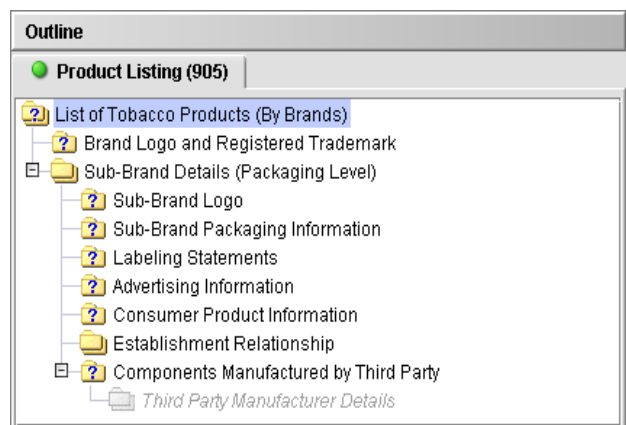 Outline
Product Listing (905)
List of Tobacco Products (By Brands)
Brand Logo and Registered Trademark
Sub-Brand Details (Packaging Level)
Sub-Brand Logo
Sub-Brand Packaging Information
Labeling Statements
Advertising Information
Consumer Product Information
Establishment Relationship
Components Manufactured by Third Party
Third Party Manufacturer Details